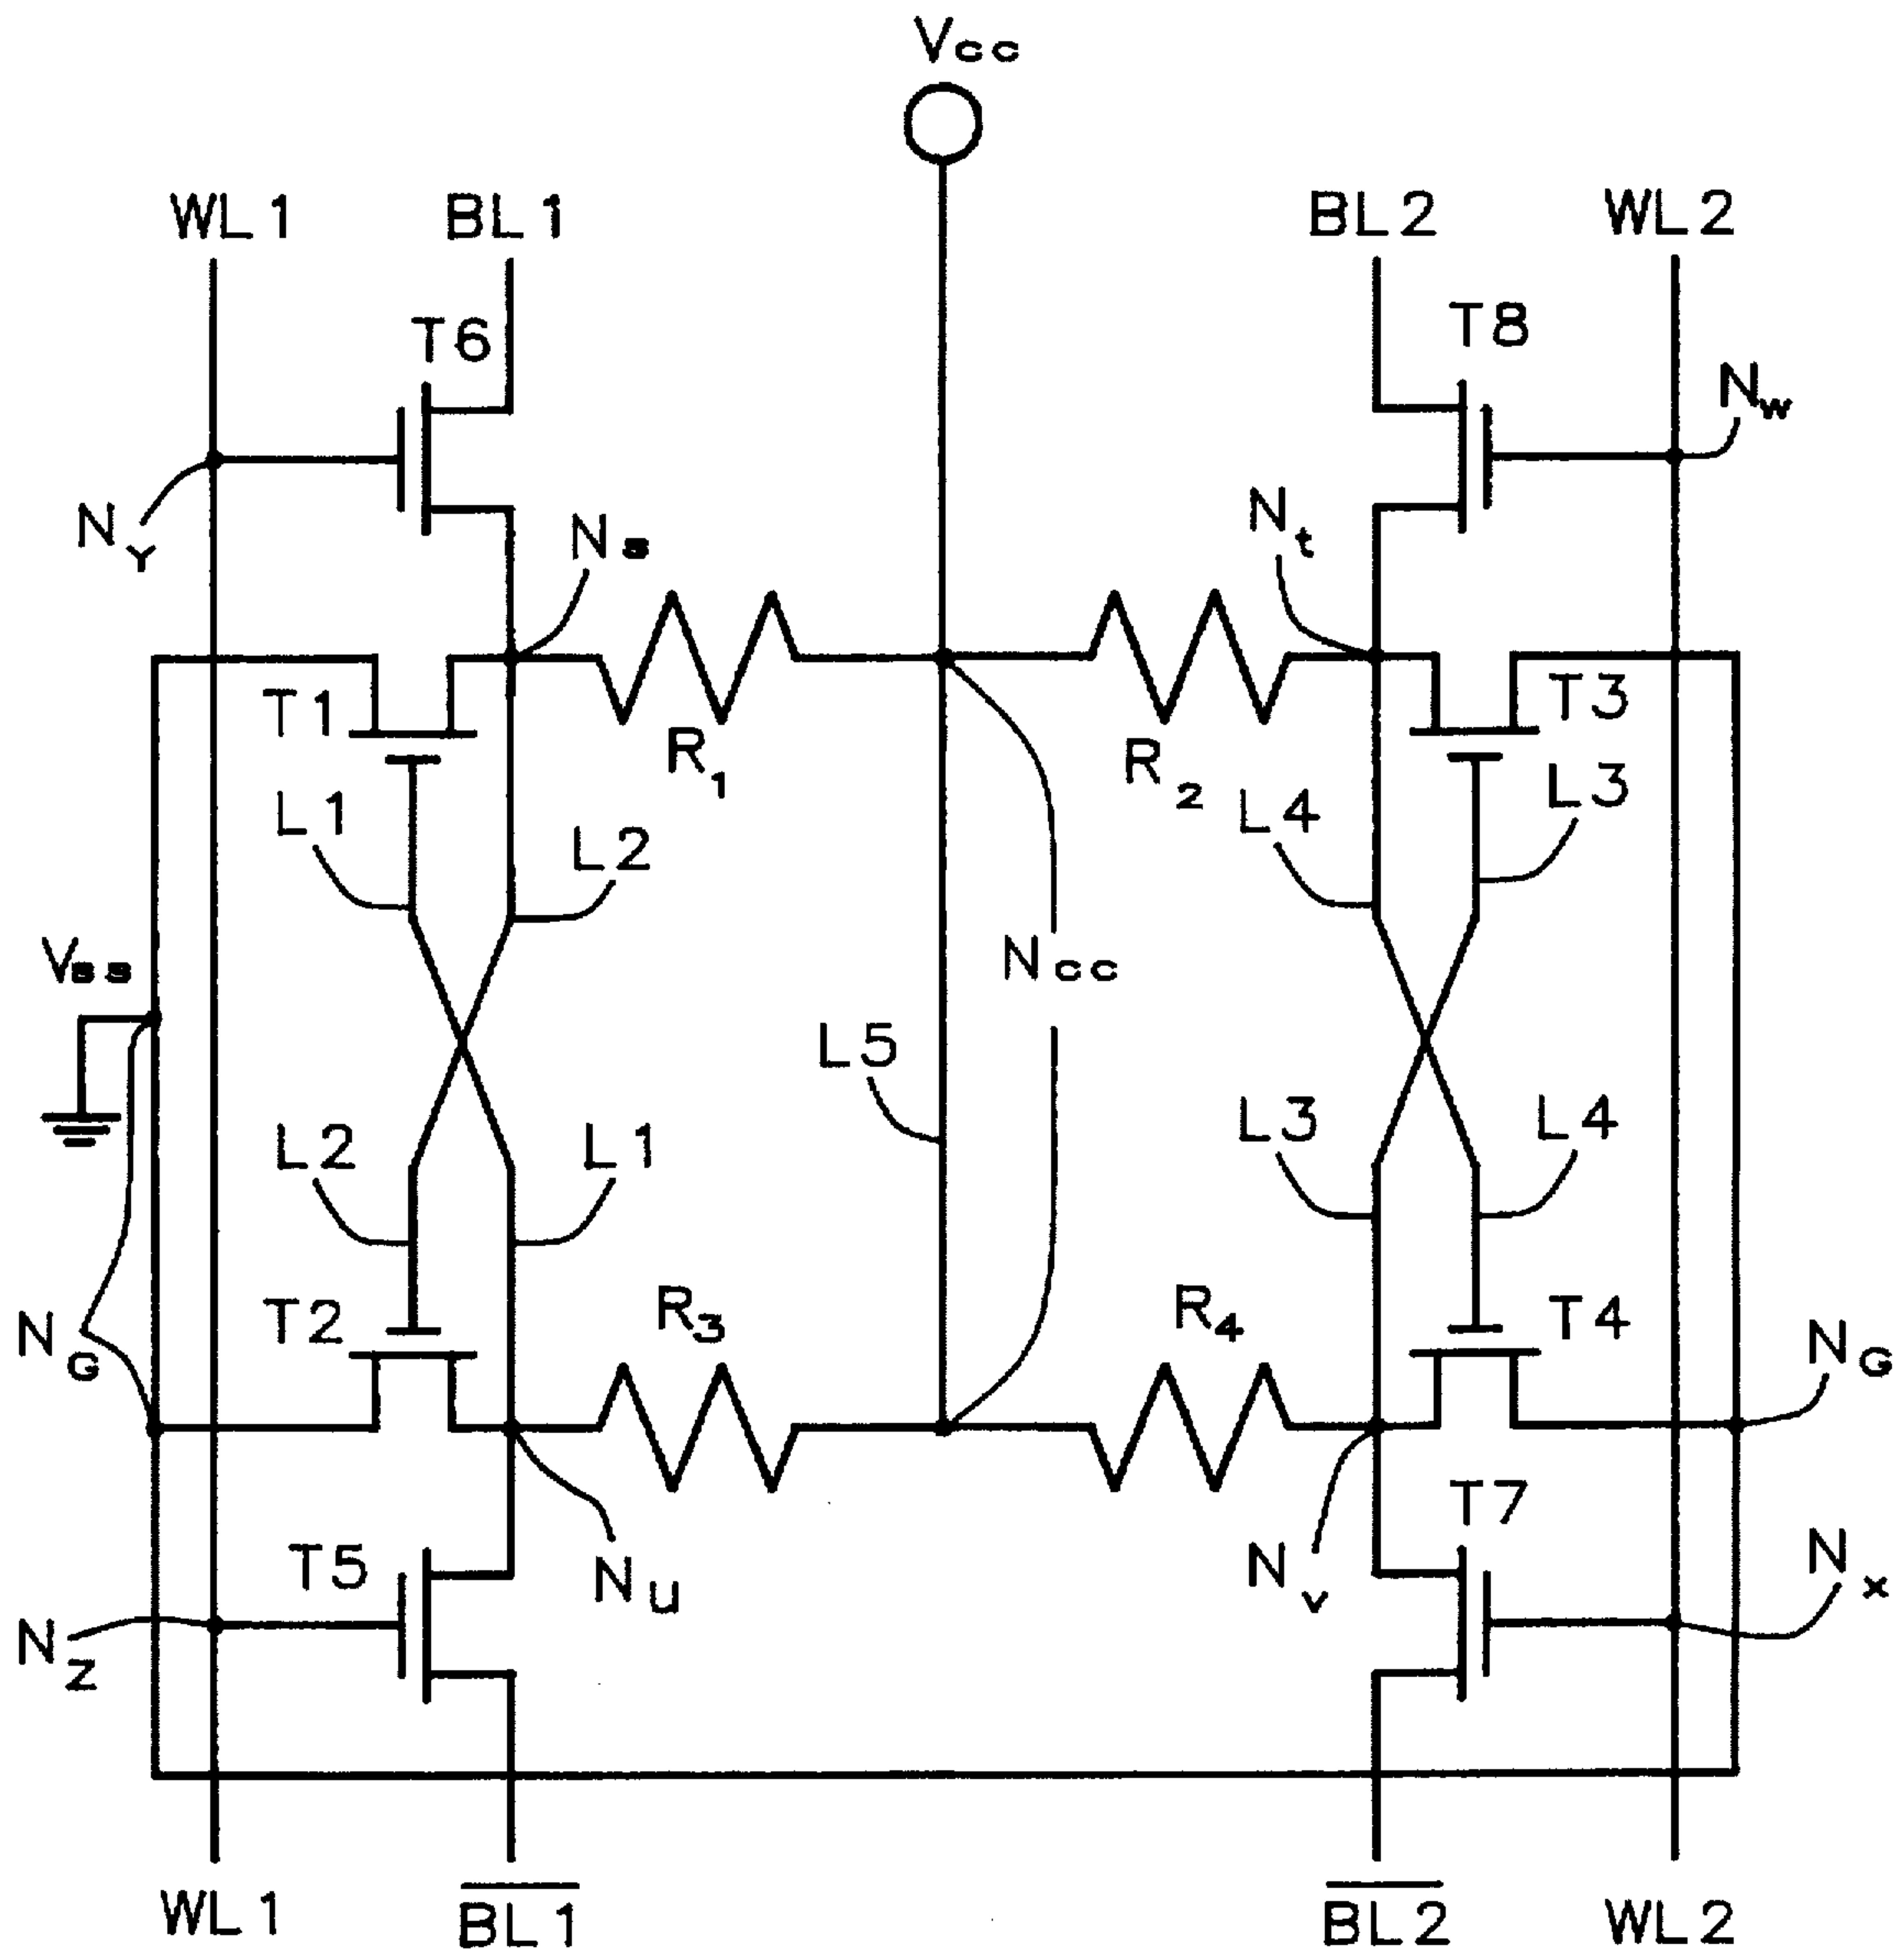 Vcc
WL1 BL1 BL2 WL2
T6 T8
Nw
NY Ns Nt
T1 T3
R1 R2
L1 L2 L4 L3
Vss Ncc
L5
L2 L1 L3 L4
R3 R4
T2 T4
NG NG
T7
T5 NU Nv Nx
NZ
WL1 BL1 BL2 WL2